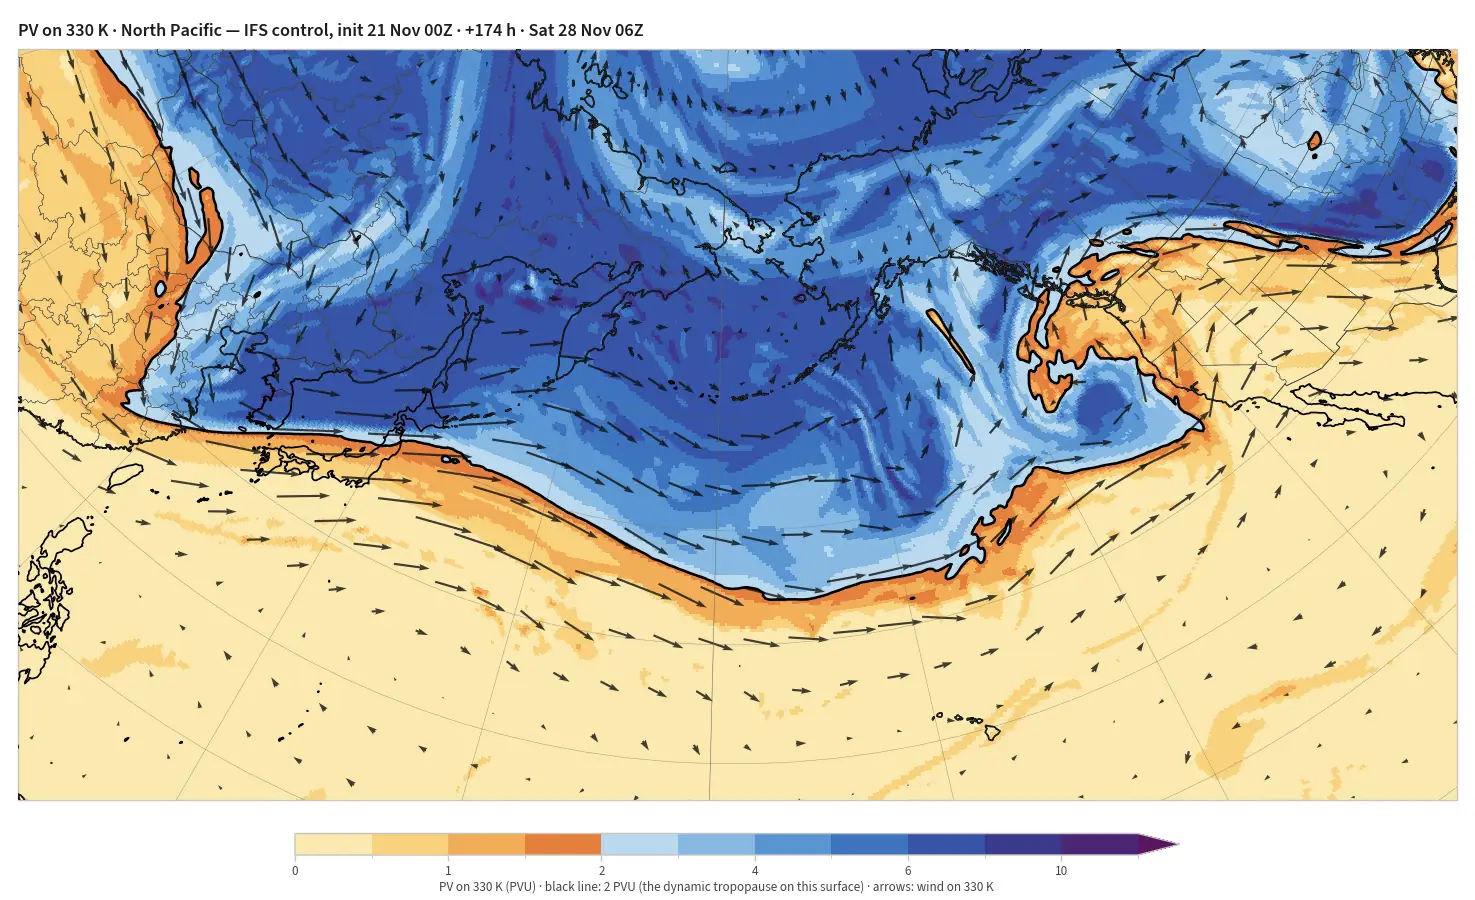 PV on 330 K · North Pacific — IFS control, init 21 Nov 00Z · +174 h · Sat 28 Nov 06Z
0 1 2 4 6 10
PV on 330 K (PVU) · black line: 2 PVU (the dynamic tropopause on this surface) · arrows: wind on 330 K